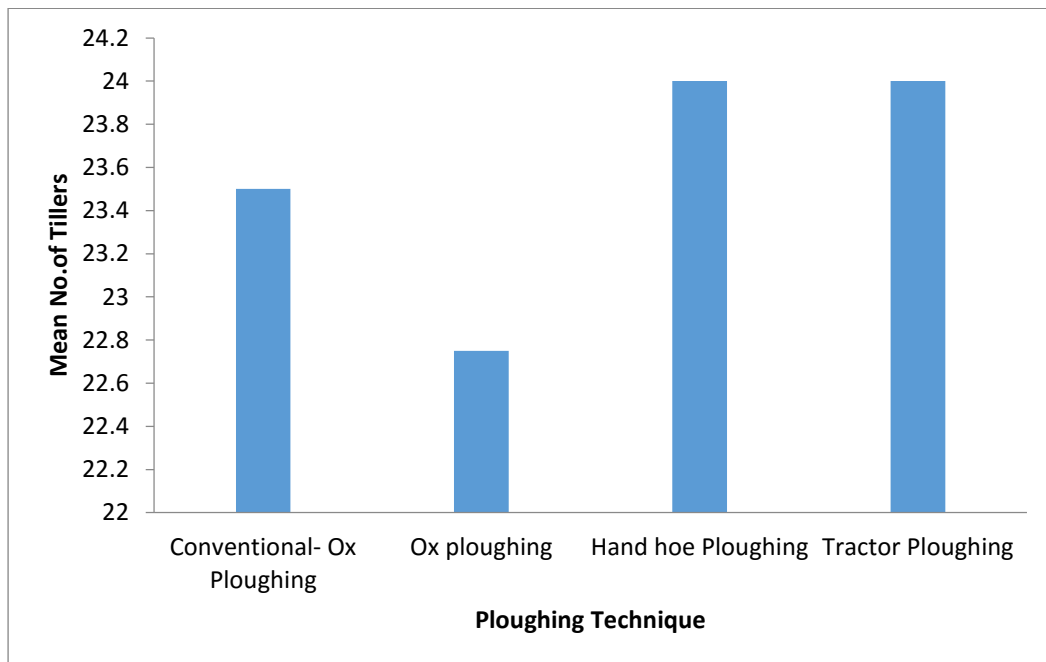 24.2
24
23.8
23.6
23.4
23.2
23
22.8
22.6
22.4
22.2
22
Mean No.of Tillers
Conventional- Ox
Ploughing
Ox ploughing
Hand hoe Ploughing
Tractor Ploughing
Ploughing Technique